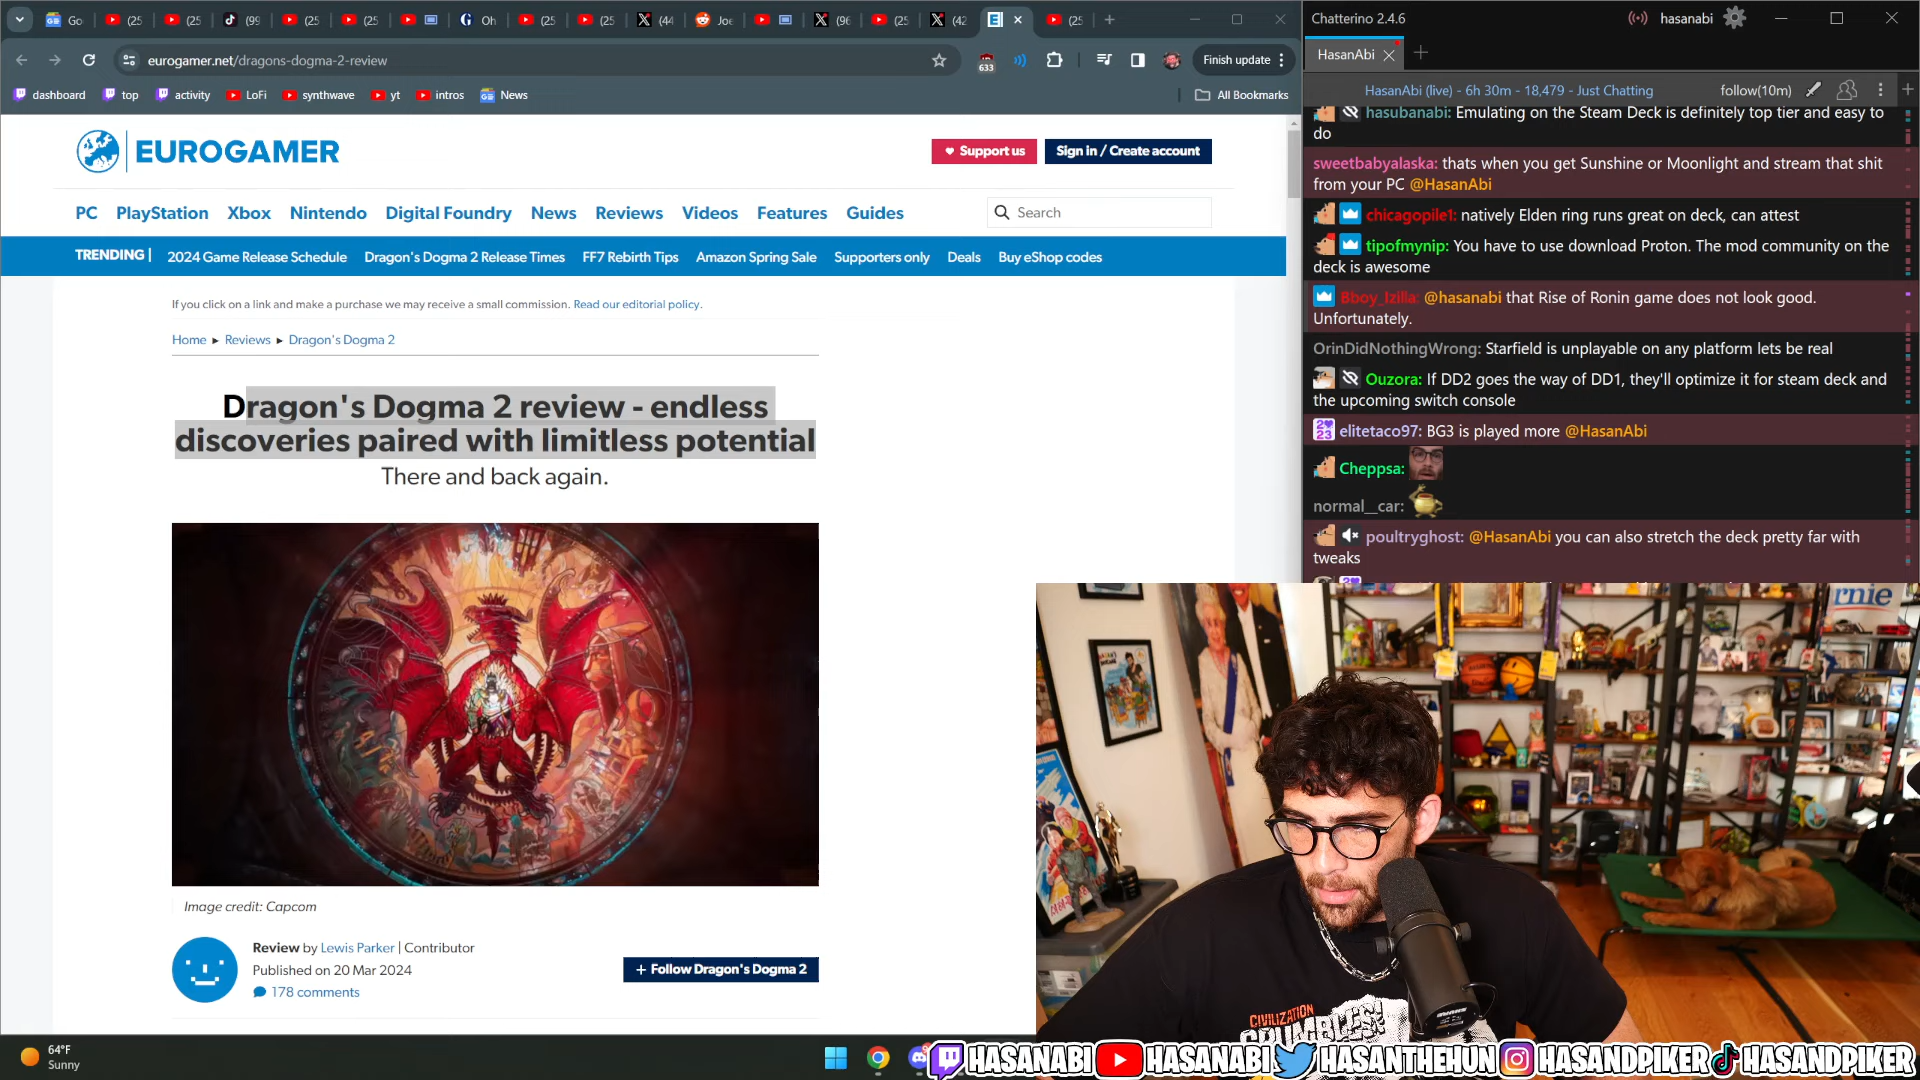 Go
(25
(25
(99
(25
(25
Oh
(25
(25
(44
Joe
(96
(25
(42
(25
eurogamer.net/dragons-dogma-2-review
633
Finish update
dashboard
top
activity
LoFi
synthwave
yt
intros
News
All Bookmarks
EUROGAMER
Support us
Sign in / Create account
PC
PlayStation
Xbox
Nintendo
Digital Foundry
News
Reviews
Videos
Features
Guides
Search
TRENDING |
2024 Game Release Schedule
Dragon's Dogma 2 Release Times
FF7 Rebirth Tips
Amazon Spring Sale
Supporters only
Deals
Buy eShop codes
If you click on a link and make a purchase we may receive a small commission. Read our editorial policy.
Home ▸ Reviews ▸ Dragon's Dogma 2
Dragon's Dogma 2 review - endless
discoveries paired with limitless potential
There and back again.
Image credit: Capcom
Review by Lewis Parker | Contributor
Published on 20 Mar 2024
178 comments
+ Follow Dragon's Dogma 2
64°F
Sunny
Chatterino 2.4.6
hasanabi
HasanAbi
HasanAbi (live) - 6h 30m - 18,479 - Just Chatting
follow(10m)
hasubanabi: Emulating on the Steam Deck is definitely top tier and easy to
do
sweetbabyalaska: thats when you get Sunshine or Moonlight and stream that shit
from your PC @HasanAbi
chicagopile1: natively Elden ring runs great on deck, can attest
tipofmynip: You have to use download Proton. The mod community on the
deck is awesome
Bboy_Izilla: @hasanabi that Rise of Ronin game does not look good.
Unfortunately.
OrinDidNothingWrong: Starfield is unplayable on any platform lets be real
Ouzora: If DD2 goes the way of DD1, they'll optimize it for steam deck and
the upcoming switch console
elitetaco97: BG3 is played more @HasanAbi
Cheppsa:
normal__car:
poultryghost: @HasanAbi you can also stretch the deck pretty far with
tweaks
rnie
CIVILIZATION
CRUMBLES!
HASANABI
HASANABI
HASANTHEHUN
HASANDPIKER
HASANDPIKER